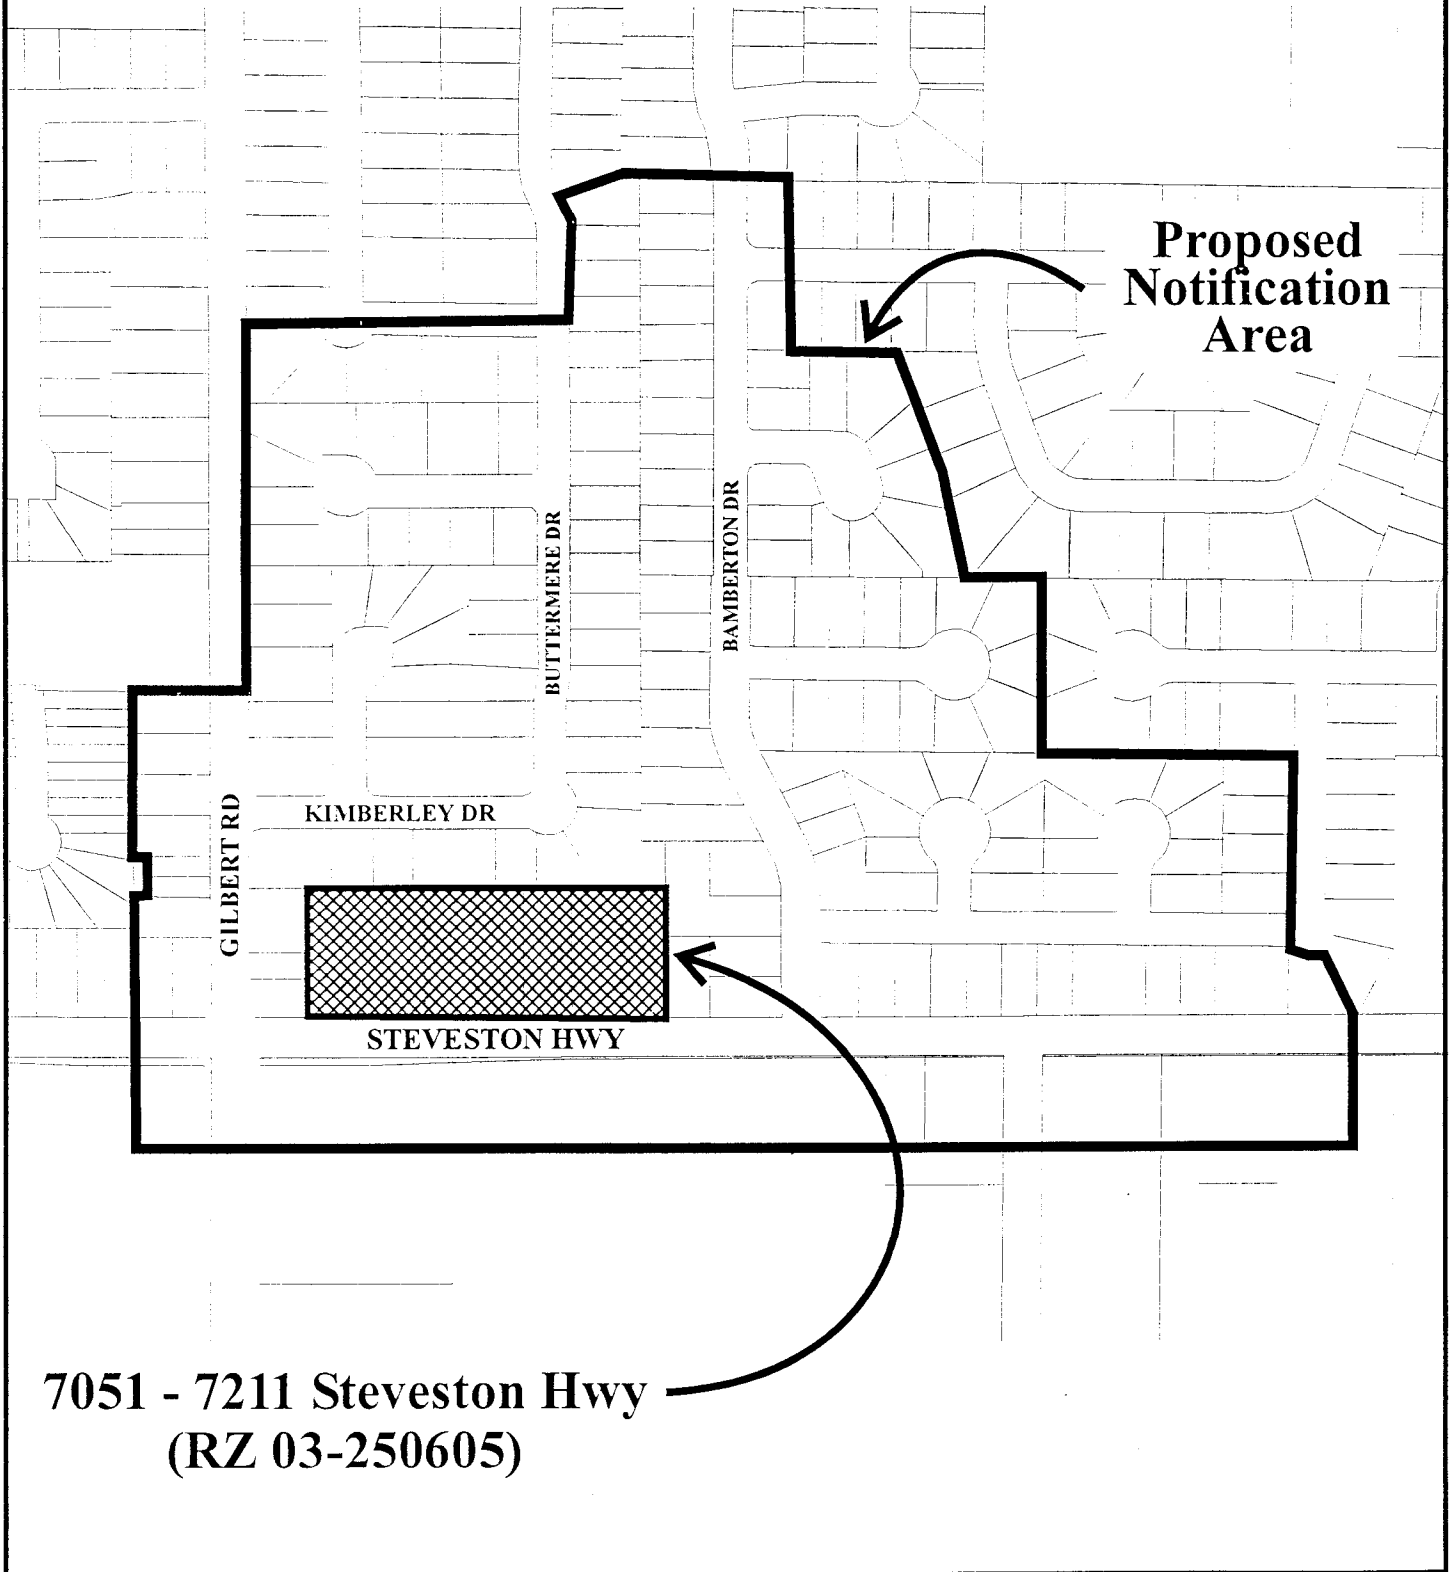 Proposed
Notification
Area
BUTTERMERE DR
BAMBERTON DR
GILBERT RD
KIMBERLEY DR
STEVESTON HWY
7051 - 7211 Steveston Hwy
(RZ 03-250605)